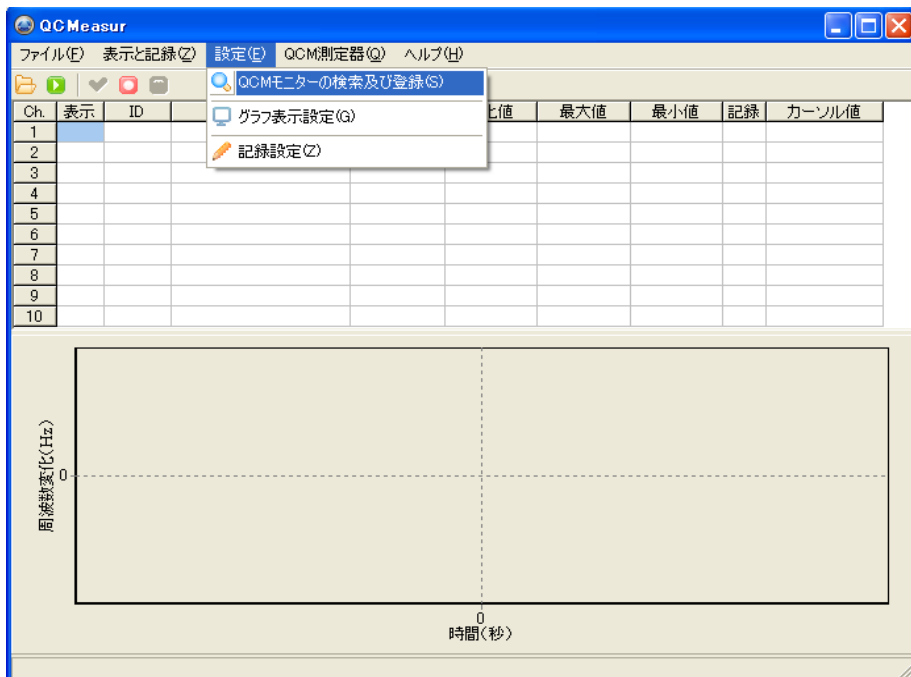 QCMeasur
ファイル(F) 表示と記録(Z) 設定(E) QCM測定器(Q) ヘルプ(H)
QCMモニターの検索及び登録(S)
グラフ表示設定(G)
記録設定(Z)
Ch. 表示 ID 最大値 最小値 記録 カーソル値
1
2
3
4
5
6
7
8
9
10
周波数変化(Hz)
0
0
時間(秒)